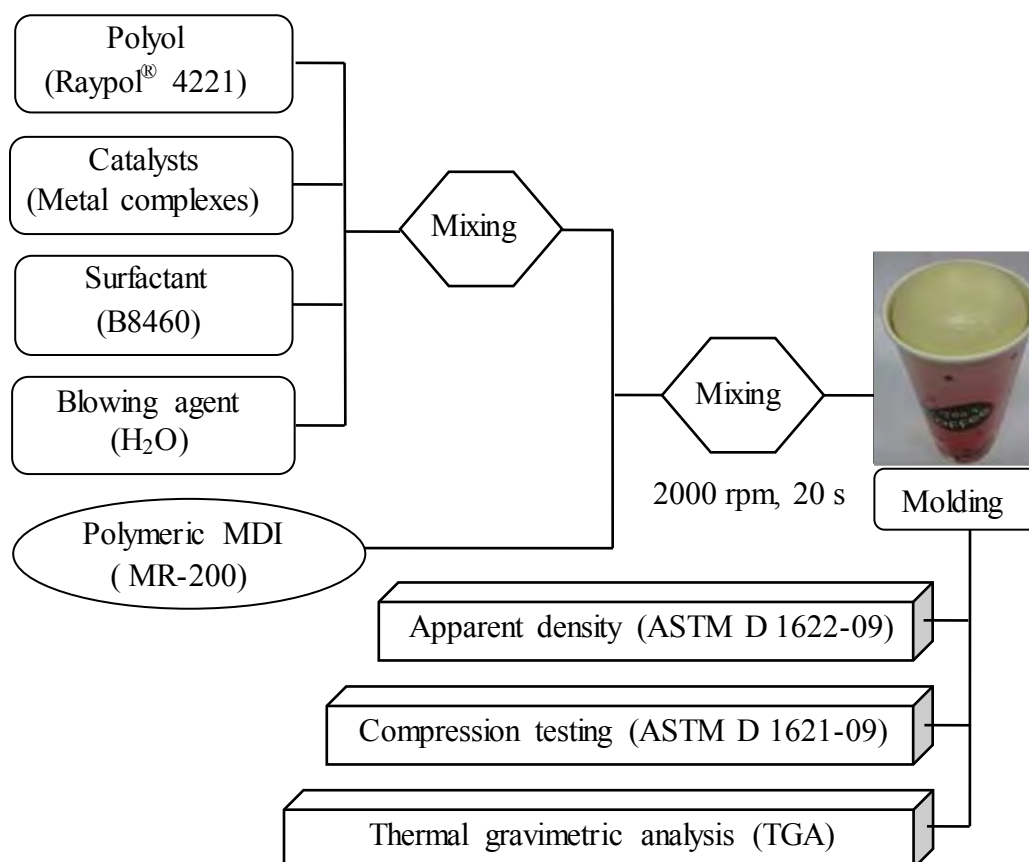 Polyol
(Raypol® 4221)
Catalysts
(Metal complexes)
Surfactant
(B8460)
Blowing agent
(H₂O)
Polymeric MDI
( MR-200)
Mixing
Mixing
2000 rpm, 20 s
Molding
Apparent density (ASTM D 1622-09)
Compression testing (ASTM D 1621-09)
Thermal gravimetric analysis (TGA)